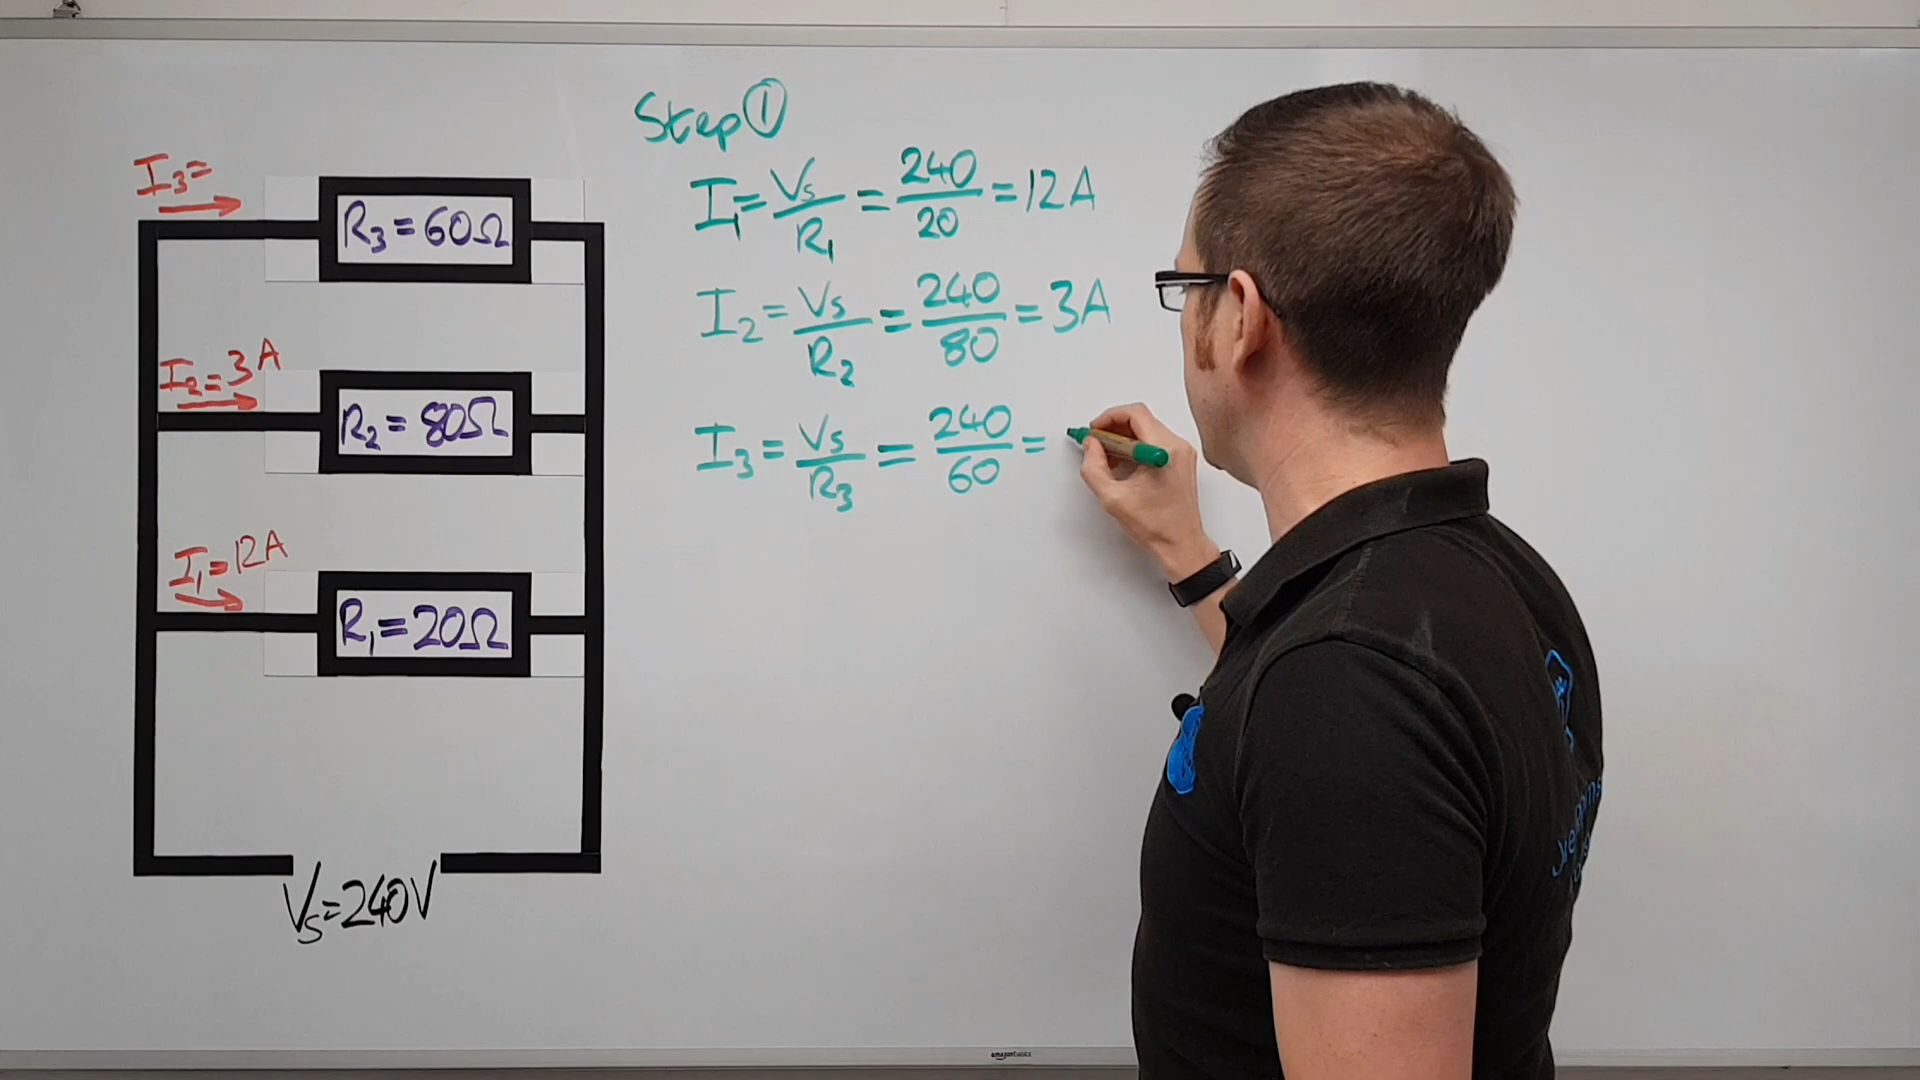 Step ①
I₁ = Vs/R₁ = 240/20 = 12A
I₂ = Vs/R₂ = 240/80 = 3A
I₃ = Vs/R₃ = 240/60 =
I₃=
R₃=60Ω
I₂=3A
R₂=80Ω
I₁=12A
R₁=20Ω
Vs=240V
amazonbasics